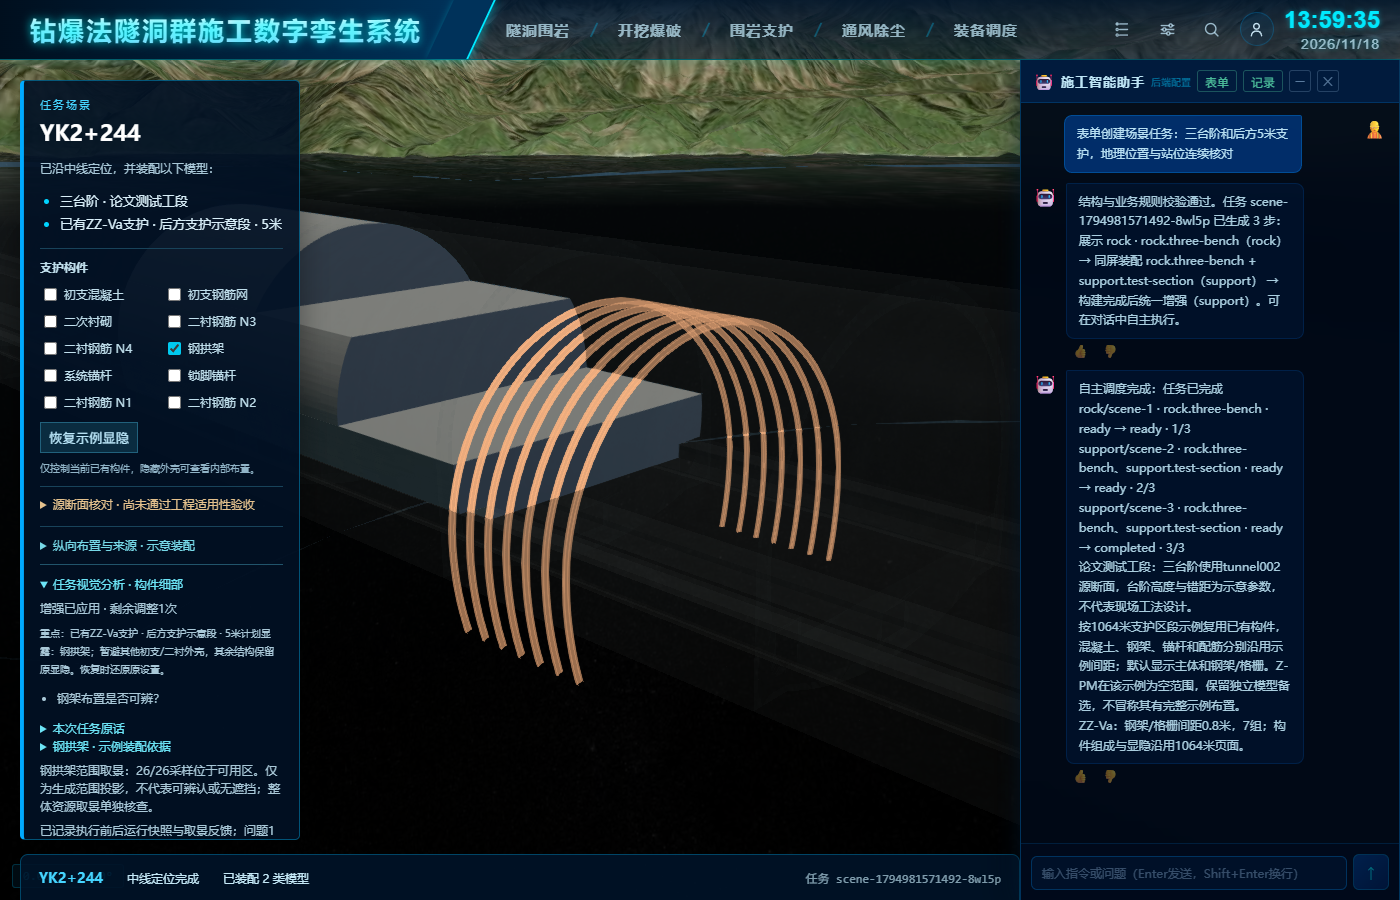 钻爆法隧洞群施工数字孪生系统
隧洞围岩 / 开挖爆破 / 围岩支护 / 通风除尘 / 装备调度
13:59:35
2026/11/18
任务场景
YK2+244
已沿中线定位，并装配以下模型：
三台阶 · 论文测试工段
已有ZZ-Va支护 · 后方支护示意段 · 5米
支护构件
初支混凝土 初支钢筋网
二次衬砌 二衬钢筋 N3
二衬钢筋 N4 钢拱架
系统锚杆 锁脚锚杆
二衬钢筋 N1 二衬钢筋 N2
恢复示例显隐
仅控制当前已有构件，隐藏外壳可查看内部布置。
源断面核对 · 尚未通过工程适用性验收
纵向布置与来源 · 示意装配
任务视觉分析 · 构件细部
增强已应用 · 剩余调整1次
重点：已有ZZ-Va支护 · 后方支护示意段 · 5米计划显
露：钢拱架；暂避其他初支/二衬外壳，其余结构保留
原显隐。恢复时还原原设置。
钢架布置是否可辨？
本次任务原话
钢拱架 · 示例装配依据
钢拱架范围取景：26/26采样位于可用区。仅
为生成范围投影，不代表可辨认或无遮挡；整
体资源取景单独核查。
已记录执行前后运行快照与取景反馈；问题1
YK2+244 中线定位完成 已装配 2 类模型 任务 scene-1794981571492-8wl5p
施工智能助手 后端配置 表单 记录
表单创建场景任务：三台阶和后方5米支
护，地理位置与站位连续核对
结构与业务规则校验通过。任务 scene-
1794981571492-8wl5p 已生成 3 步：
展示 rock · rock.three-bench（rock）
→ 同屏装配 rock.three-bench +
support.test-section（support） →
构建完成后统一增强（support）。可
在对话中自主执行。
自主调度完成：任务已完成
rock/scene-1 · rock.three-bench ·
ready → ready · 1/3
support/scene-2 · rock.three-
bench、support.test-section · ready
→ ready · 2/3
support/scene-3 · rock.three-
bench、support.test-section · ready
→ completed · 3/3
论文测试工段：三台阶使用tunnel002
源断面，台阶高度与错距为示意参数，
不代表现场工法设计。
按1064米支护区段示例复用已有构件，
混凝土、钢架、锚杆和配筋分别沿用示
例间距；默认显示主体和钢架/格栅。Z-
PM在该示例为空范围，保留独立模型备
选，不冒称其有完整示例布置。
ZZ-Va：钢架/格栅间距0.8米，7组；构
件组成与显隐沿用1064米页面。
输入指令或问题（Enter发送，Shift+Enter换行）